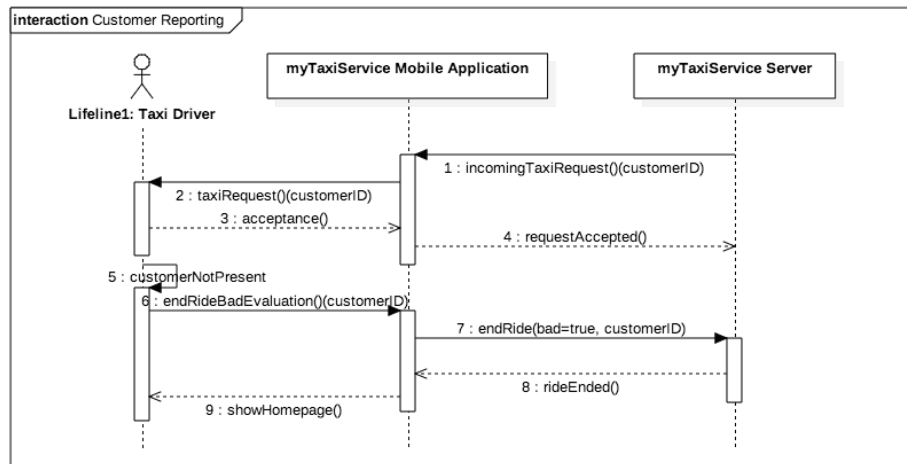 interaction Customer Reporting
myTaxiService Mobile Application
myTaxiService Server
Lifeline1: Taxi Driver
1 : incomingTaxiRequest()(customerID)
2 : taxiRequest()(customerID)
3 : acceptance()
4 : requestAccepted()
5 : customerNotPresent
6 : endRideBadEvaluation()(customerID)
7 : endRide(bad=true, customerID)
8 : rideEnded()
9 : showHomepage()